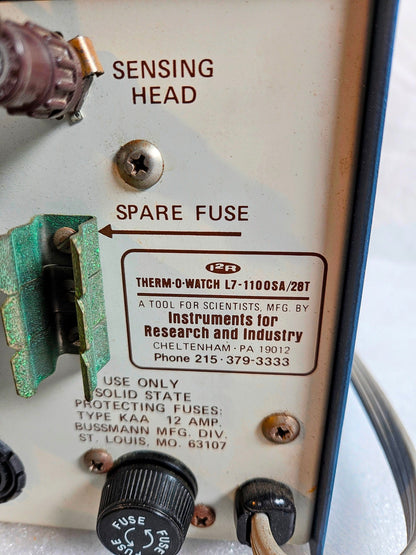 SENSING
HEAD
SPARE FUSE
I2R
THERM-O-WATCH L7-1100SA/28T
A TOOL FOR SCIENTISTS, MFG. BY
Instruments for
Research and Industry
CHELTENHAM · PA 19012
Phone 215 · 379-3333
USE ONLY
SOLID STATE
PROTECTING FUSES:
TYPE KAA 12 AMP.
BUSSMANN MFG. DIV.
ST. LOUIS, MO. 63107
FUSE
FUSE
FUSE